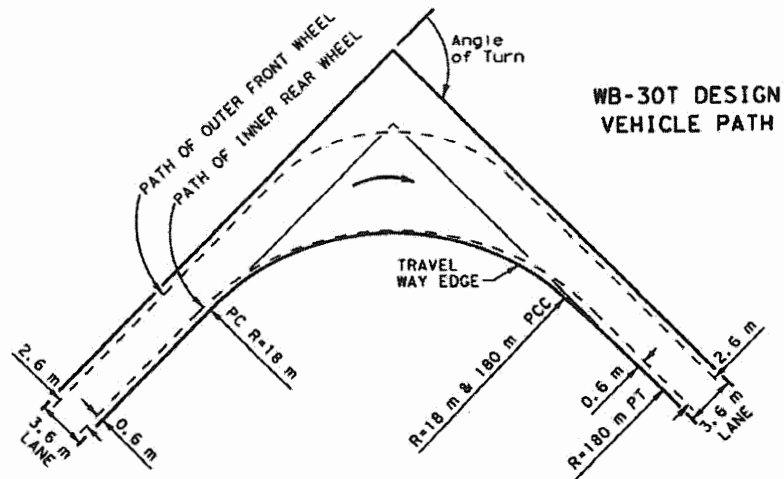 PATH OF OUTER FRONT WHEEL
PATH OF INNER REAR WHEEL
Angle
of Turn
WB-30T DESIGN
VEHICLE PATH
TRAVEL
WAY EDGE
PC R=18 m
R=18 m & 180 m PCC
R=180 m PT
2.6 m
3.6 m
LANE
0.6 m
0.6 m
2.6 m
3.6 m
LANE